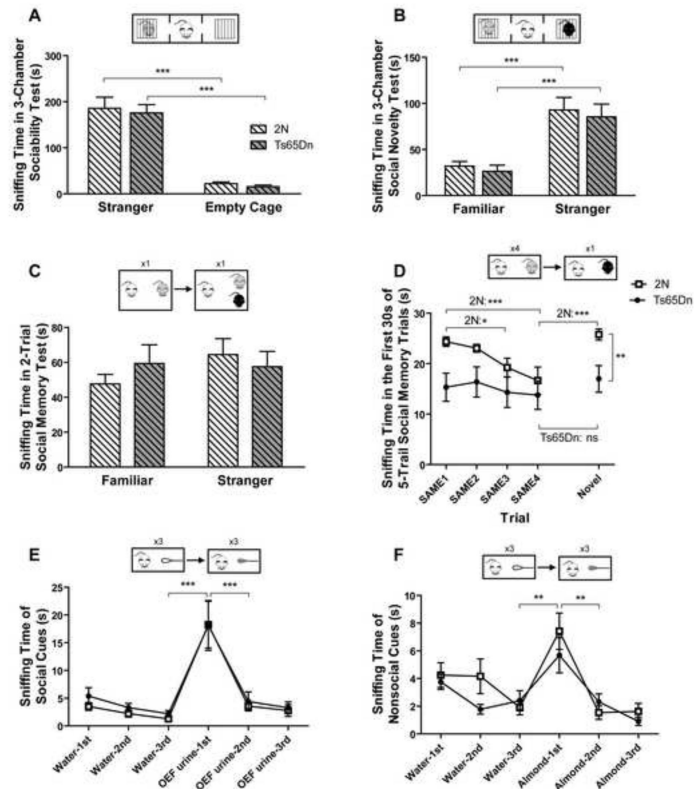 A
Sniffing Time in 3-Chamber
Sociability Test (s)
300
200
100
0
***
***
2N
Ts65Dn
Stranger
Empty Cage
B
Sniffing Time in 3-Chamber
Social Novelty Test (s)
150
100
50
0
***
***
Familiar
Stranger
C
x1
x1
Sniffing Time in 2-Trial
Social Memory Test (s)
80
60
40
20
0
Familiar
Stranger
D
x4
x1
2N
Ts65Dn
Sniffing Time in the First 30s of
5-Trail Social Memory Trials (s)
30
20
10
0
2N:***
2N:*
2N:***
**
Ts65Dn: ns
SAME1
SAME2
SAME3
SAME4
Novel
Trial
E
x3
x3
Sniffing Time of
Social Cues (s)
25
20
15
10
5
0
***
***
Water-1st
Water-2nd
Water-3rd
OEF urine-1st
OEF urine-2nd
OEF urine-3rd
F
x3
x3
Sniffing Time of
Nonsocial Cues (s)
10
8
6
4
2
0
**
**
Water-1st
Water-2nd
Water-3rd
Almond-1st
Almond-2nd
Almond-3rd